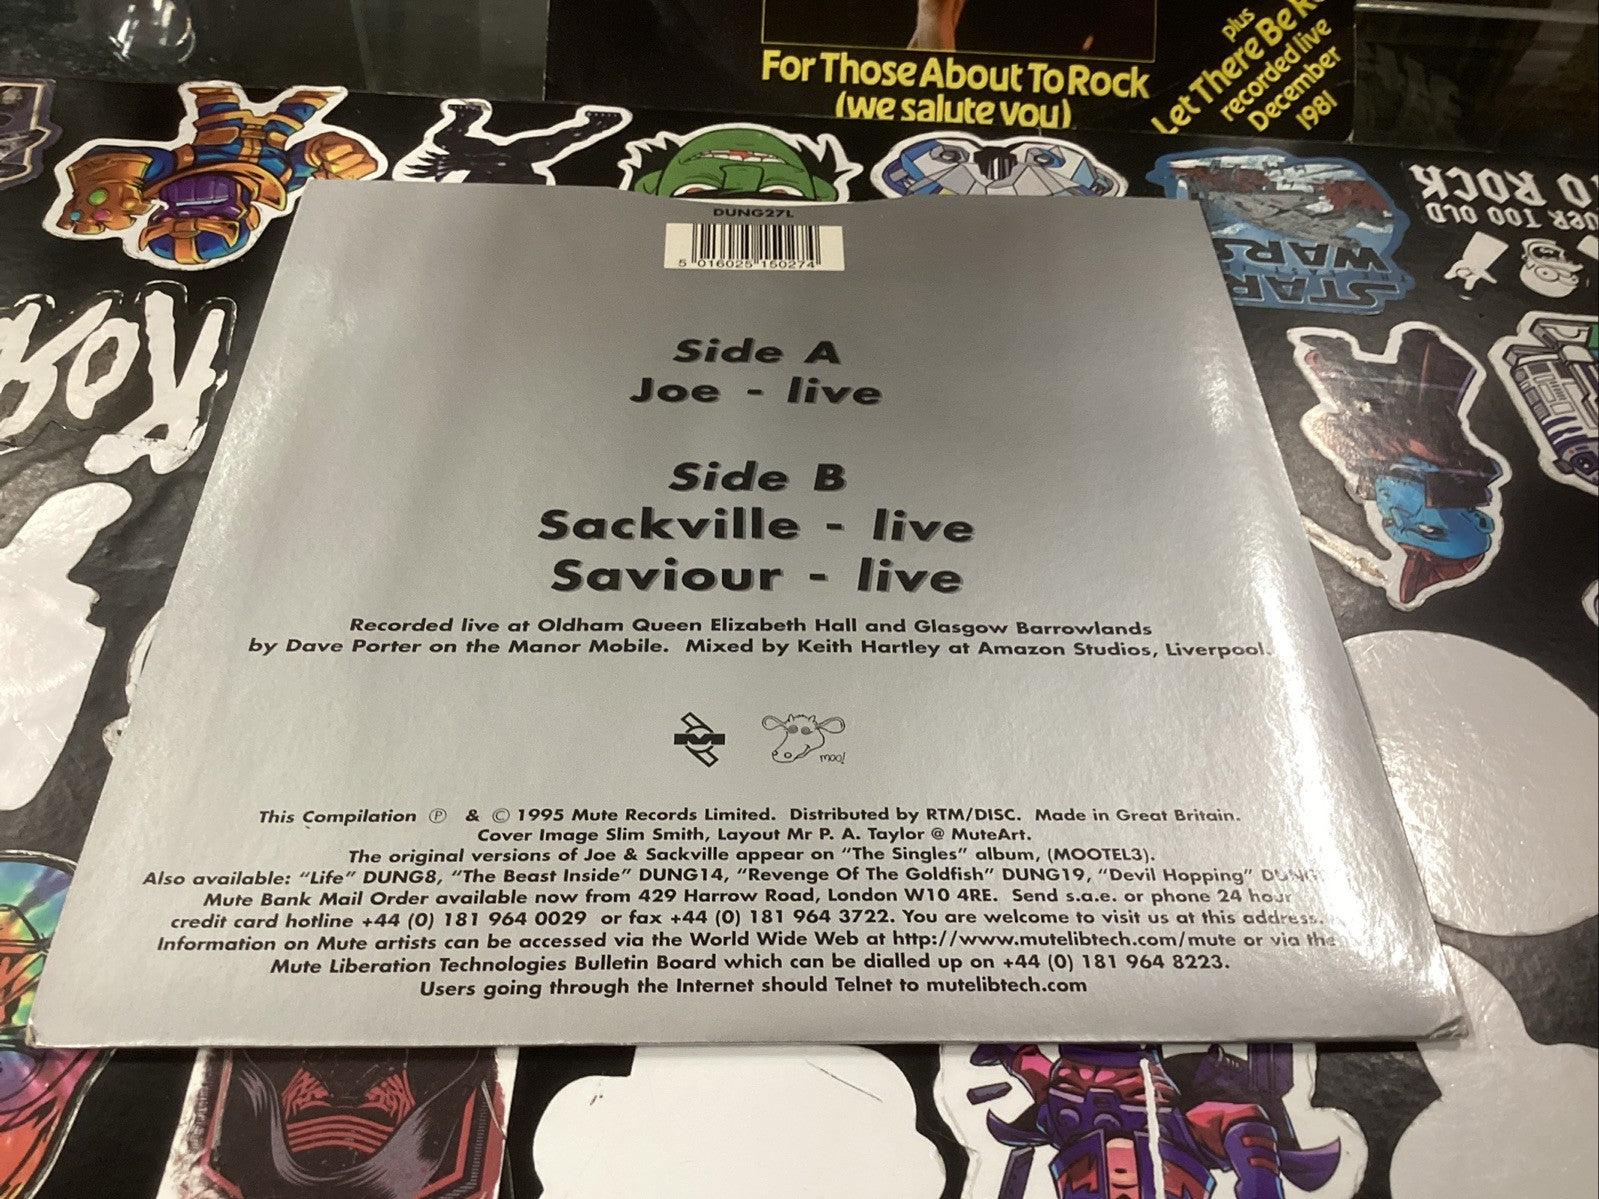 For Those About To Rock
(we salute you)
plus
Let There Be
recorded live
December
1981
TO ROCK
TOO OLD
STAR
WARS
DUNG27L
5 016025 150274
Side A
Joe - live
Side B
Sackville - live
Saviour - live
Recorded live at Oldham Queen Elizabeth Hall and Glasgow Barrowlands
by Dave Porter on the Manor Mobile. Mixed by Keith Hartley at Amazon Studios, Liverpool.
moo!
This Compilation ℗ & © 1995 Mute Records Limited. Distributed by RTM/DISC. Made in Great Britain.
Cover Image Slim Smith, Layout Mr P. A. Taylor @ MuteArt.
The original versions of Joe & Sackville appear on "The Singles" album, (MOOTEL3).
Also available: "Life" DUNG8, "The Beast Inside" DUNG14, "Revenge Of The Goldfish" DUNG19, "Devil Hopping" DUNG
Mute Bank Mail Order available now from 429 Harrow Road, London W10 4RE. Send s.a.e. or phone 24 hour
credit card hotline +44 (0) 181 964 0029 or fax +44 (0) 181 964 3722. You are welcome to visit us at this address.
Information on Mute artists can be accessed via the World Wide Web at http://www.mutelibtech.com/mute or via the
Mute Liberation Technologies Bulletin Board which can be dialled up on +44 (0) 181 964 8223.
Users going through the Internet should Telnet to mutelibtech.com